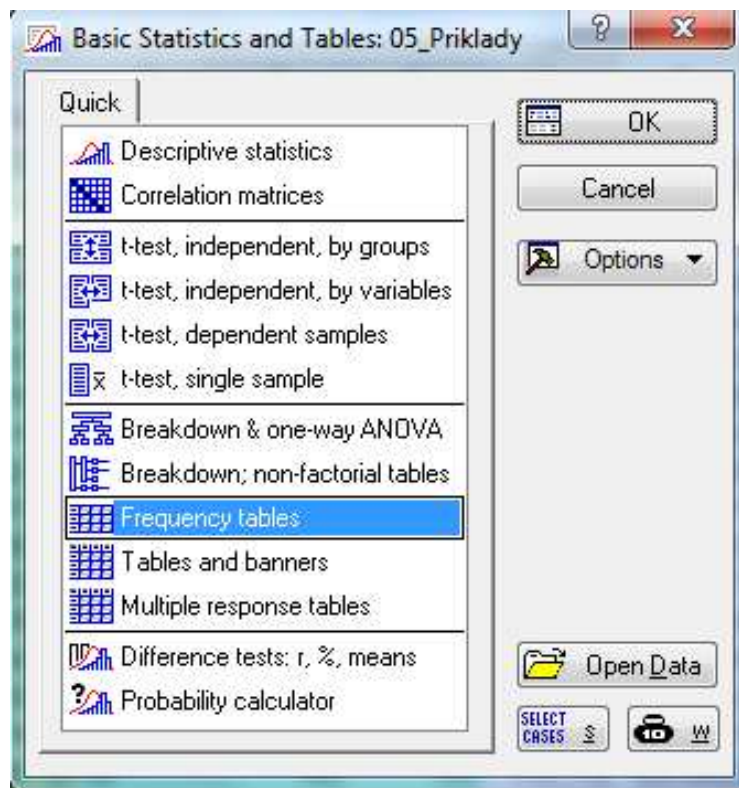 Basic Statistics and Tables: 05_Priklady
?
Quick
Descriptive statistics
Correlation matrices
t-test, independent, by groups
t-test, independent, by variables
t-test, dependent samples
x t-test, single sample
Breakdown & one-way ANOVA
Breakdown; non-factorial tables
Frequency tables
Tables and banners
Multiple response tables
Difference tests: r, %, means
? Probability calculator
OK
Cancel
Options
Open Data
SELECT
CASES S
10 W